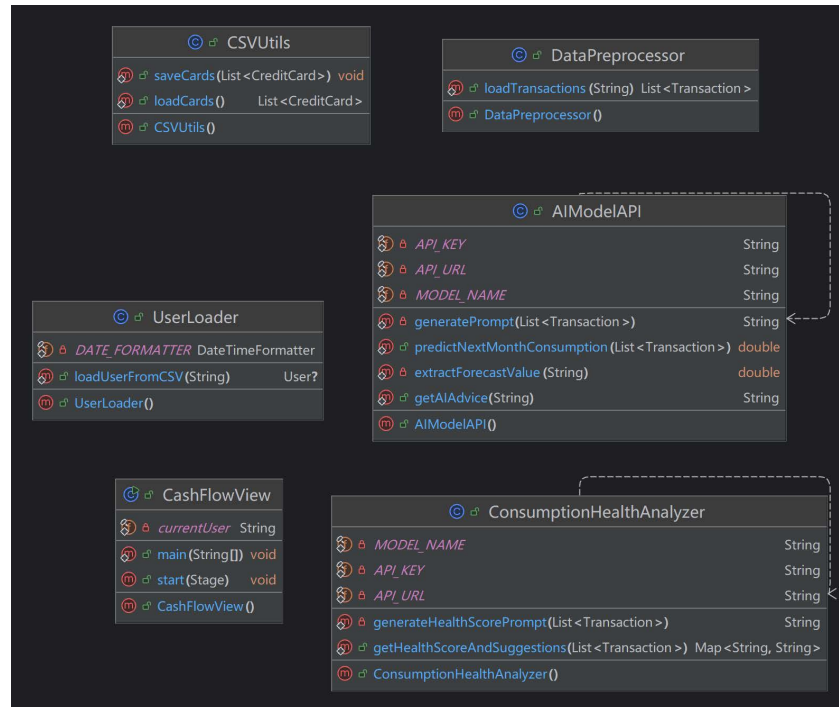 CSVUtils
saveCards(List<CreditCard>) void
loadCards() List<CreditCard>
CSVUtils()
DataPreprocessor
loadTransactions(String) List<Transaction>
DataPreprocessor()
AIModelAPI
API_KEY String
API_URL String
MODEL_NAME String
generatePrompt(List<Transaction>) String
predictNextMonthConsumption(List<Transaction>) double
extractForecastValue(String) double
getAIAdvice(String) String
AIModelAPI()
UserLoader
DATE_FORMATTER DateTimeFormatter
loadUserFromCSV(String) User?
UserLoader()
CashFlowView
currentUser String
main(String[]) void
start(Stage) void
CashFlowView()
ConsumptionHealthAnalyzer
MODEL_NAME String
API_KEY String
API_URL String
generateHealthScorePrompt(List<Transaction>) String
getHealthScoreAndSuggestions(List<Transaction>) Map<String, String>
ConsumptionHealthAnalyzer()